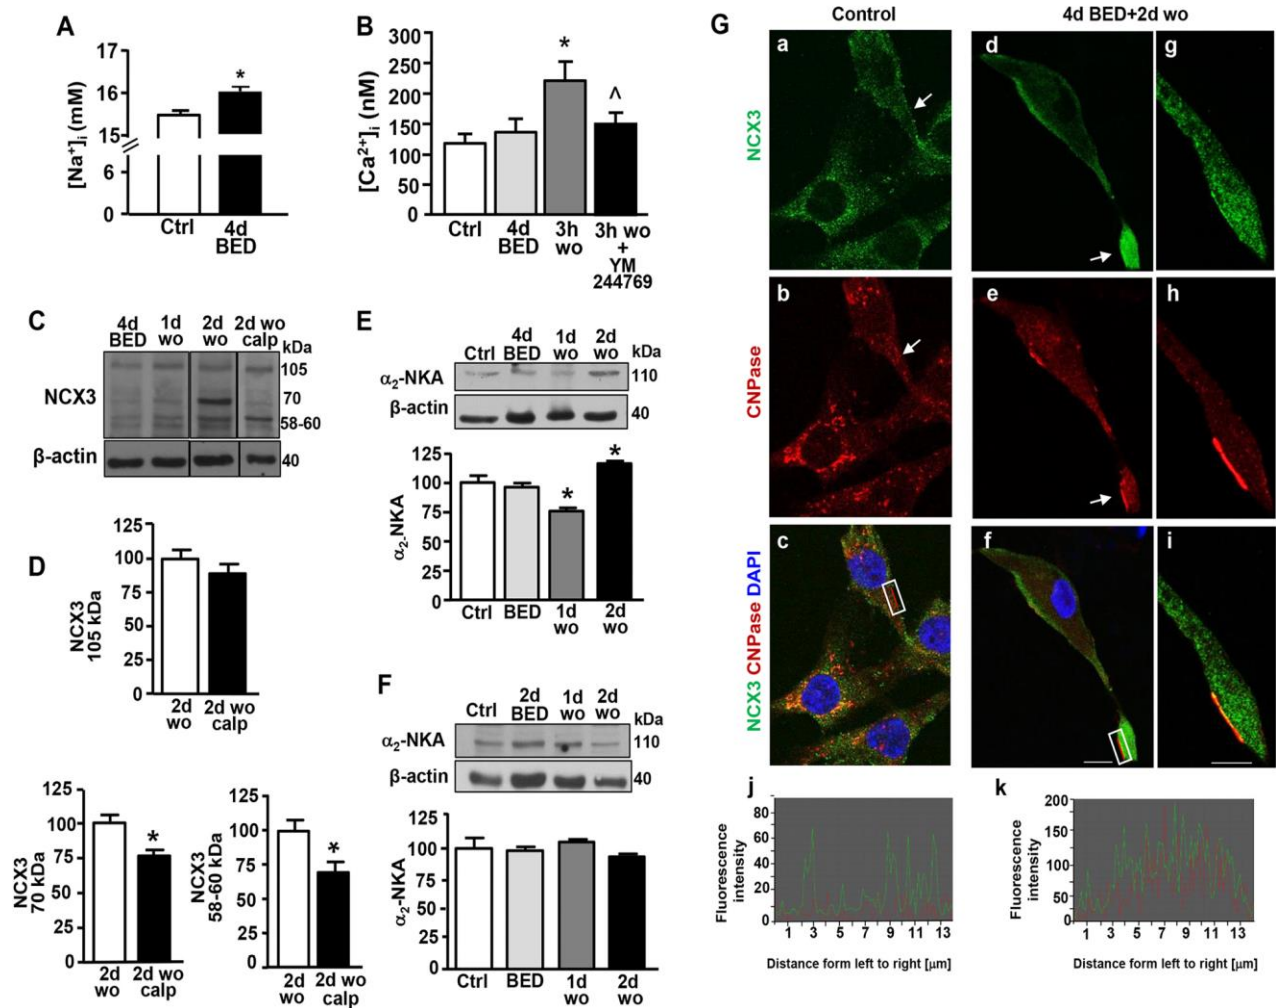 A
17
16
15
6
0
[Na⁺]ᵢ (mM)
*
Ctrl
4d
BED
B
300
250
200
150
100
50
0
[Ca²⁺]ᵢ (nM)
*
^
Ctrl
4d
BED
3h
wo
3h wo
+
YM
244769
C
4d
BED
1d
wo
2d
wo
2d wo
calp
kDa
NCX3
105
70
58-60
β-actin
40
D
NCX3
105 kDa
125
100
75
50
25
0
2d
wo
2d wo
calp
NCX3
70 kDa
125
100
75
50
25
0
*
2d
wo
2d wo
calp
NCX3
58-60 kDa
125
100
75
50
25
0
*
2d
wo
2d wo
calp
E
Ctrl
4d
BED
1d
wo
2d
wo
kDa
α₂-NKA
110
β-actin
40
α₂-NKA
125
100
75
50
25
0
*
*
Ctrl
BED
1d
wo
2d
wo
F
Ctrl
2d
BED
1d
wo
2d
wo
kDa
α₂-NKA
110
β-actin
40
α₂-NKA
125
100
75
50
25
0
Ctrl
BED
1d
wo
2d wo
G
Control
4d BED+2d wo
NCX3
a
d
g
CNPase
b
e
h
NCX3 CNPase DAPI
c
f
i
j
Fluorescence
intensity
80
60
40
20
0
1 3 5 7 9 11 13
Distance form left to right [µm]
k
Fluorescence
intensity
200
150
100
50
0
1 3 5 7 9 11 13
Distance form left to right [µm]